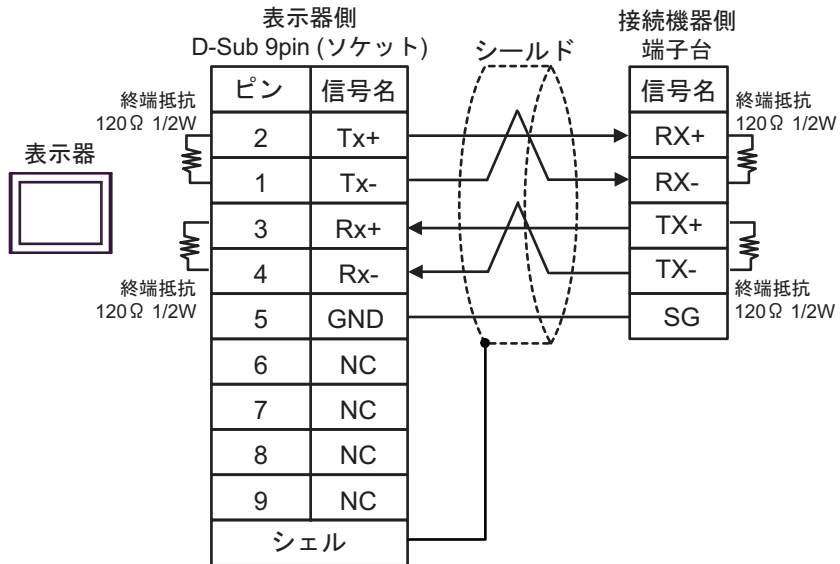 表示器側
D-Sub 9pin (ソケット)
シールド
接続機器側
端子台
ピン 信号名
信号名
終端抵抗
120Ω 1/2W
終端抵抗
120Ω 1/2W
表示器
2 Tx+
RX+
1 Tx-
RX-
3 Rx+
TX+
4 Rx-
TX-
終端抵抗
120Ω 1/2W
終端抵抗
120Ω 1/2W
5 GND
SG
6 NC
7 NC
8 NC
9 NC
シェル